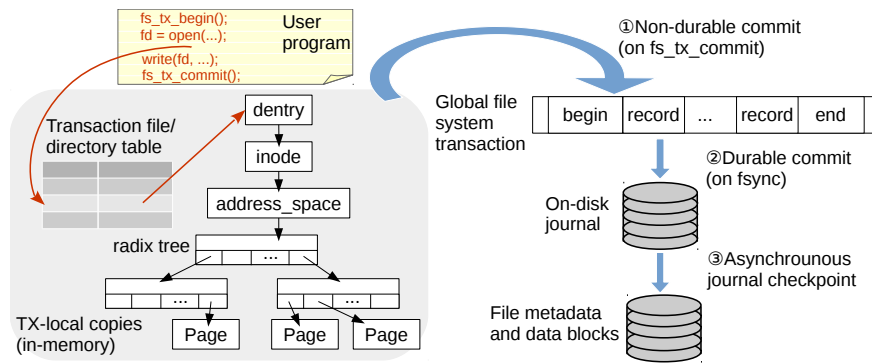 fs_tx_begin();
fd = open(...);
write(fd, ...);
fs_tx_commit();
User
program
Transaction file/
directory table
dentry
inode
address_space
radix tree
...
...
...
Page
Page
Page
TX-local copies
(in-memory)
①Non-durable commit
(on fs_tx_commit)
Global file
system
transaction
begin
record
...
record
end
②Durable commit
(on fsync)
On-disk
journal
③Asynchrounous
journal checkpoint
File metadata
and data blocks